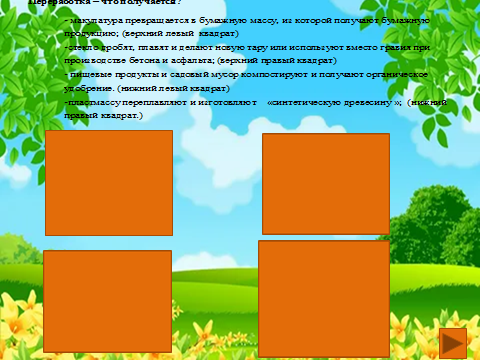 Переработка – что получается?
- макулатура превращается в бумажную массу, из которой получают бумажную
продукцию; (верхний левый квадрат)
-стекло дробят, плавят и делают новую тару или используют вместо гравия при
производстве бетона и асфальта; (верхний правый квадрат)
- пищевые продукты и садовый мусор компостируют и получают органическое
удобрение. (нижний левый квадрат)
-пластмассу переплавляют и изготовляют «синтетическую древесину »; (нижний
правый квадрат.)